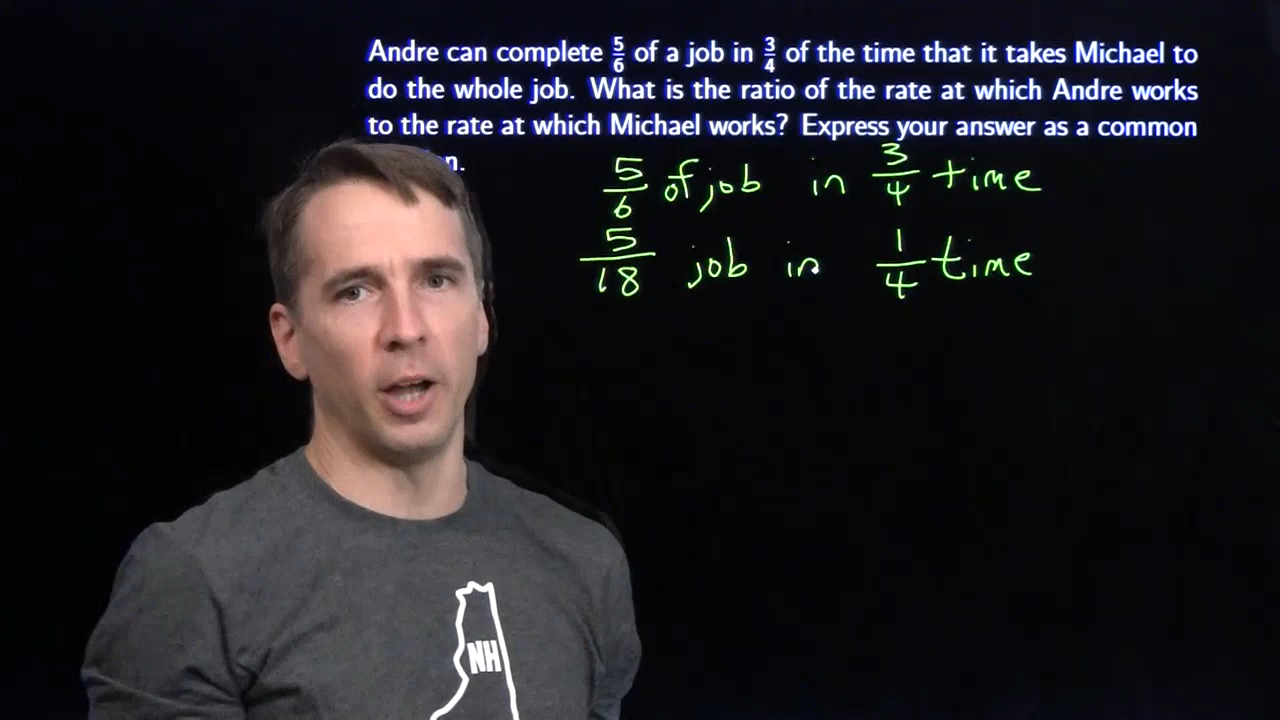 Andre can complete 5/6 of a job in 3/4 of the time that it takes Michael to
do the whole job. What is the ratio of the rate at which Andre works
to the rate at which Michael works? Express your answer as a common
n.
5/6 of job in 3/4 time
5/18 job in 1/4 time
NH